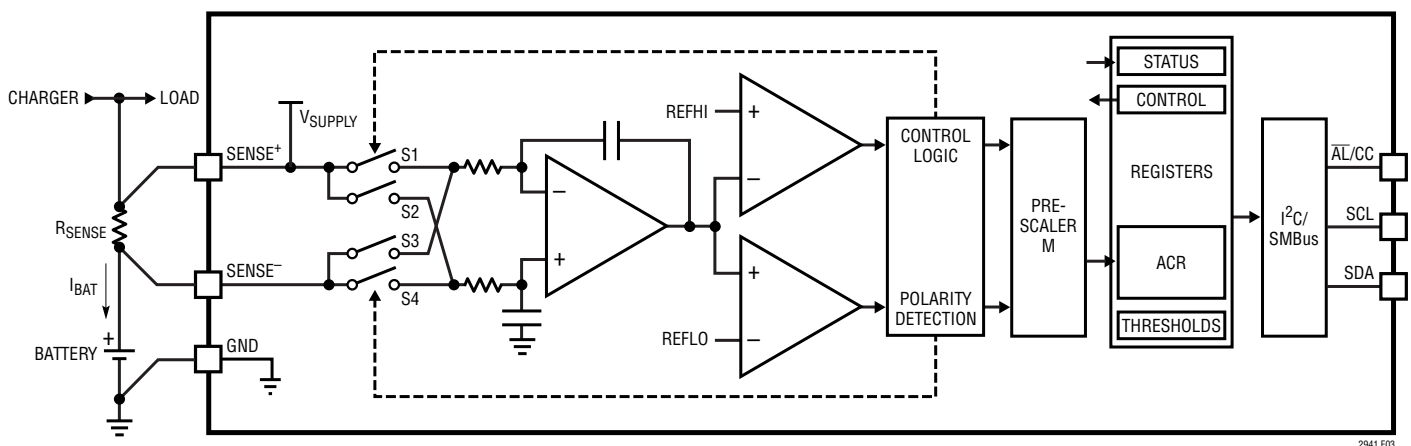 CHARGER
LOAD
VSUPPLY
SENSE+
S1
S2
S3
S4
RSENSE
SENSE−
IBAT
+
BATTERY
GND
−
+
REFHI
+
−
+
REFLO
−
CONTROL
LOGIC
POLARITY
DETECTION
PRE-
SCALER
M
STATUS
CONTROL
REGISTERS
ACR
THRESHOLDS
I2C/
SMBus
AL/CC
SCL
SDA
2941 F03